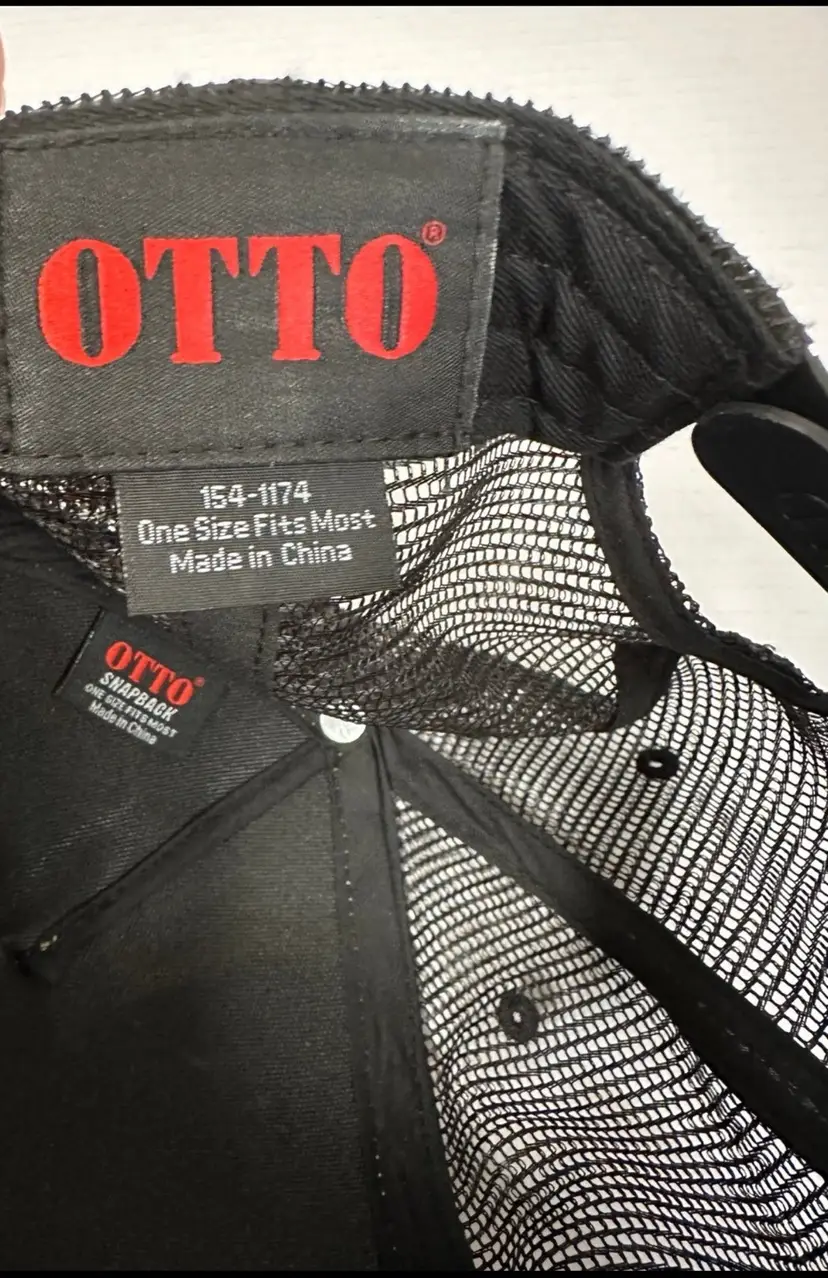 OTTO®
154-1174
One Size Fits Most
Made in China
OTTO®
SNAPBACK
ONE SIZE FITS MOST
Made in China